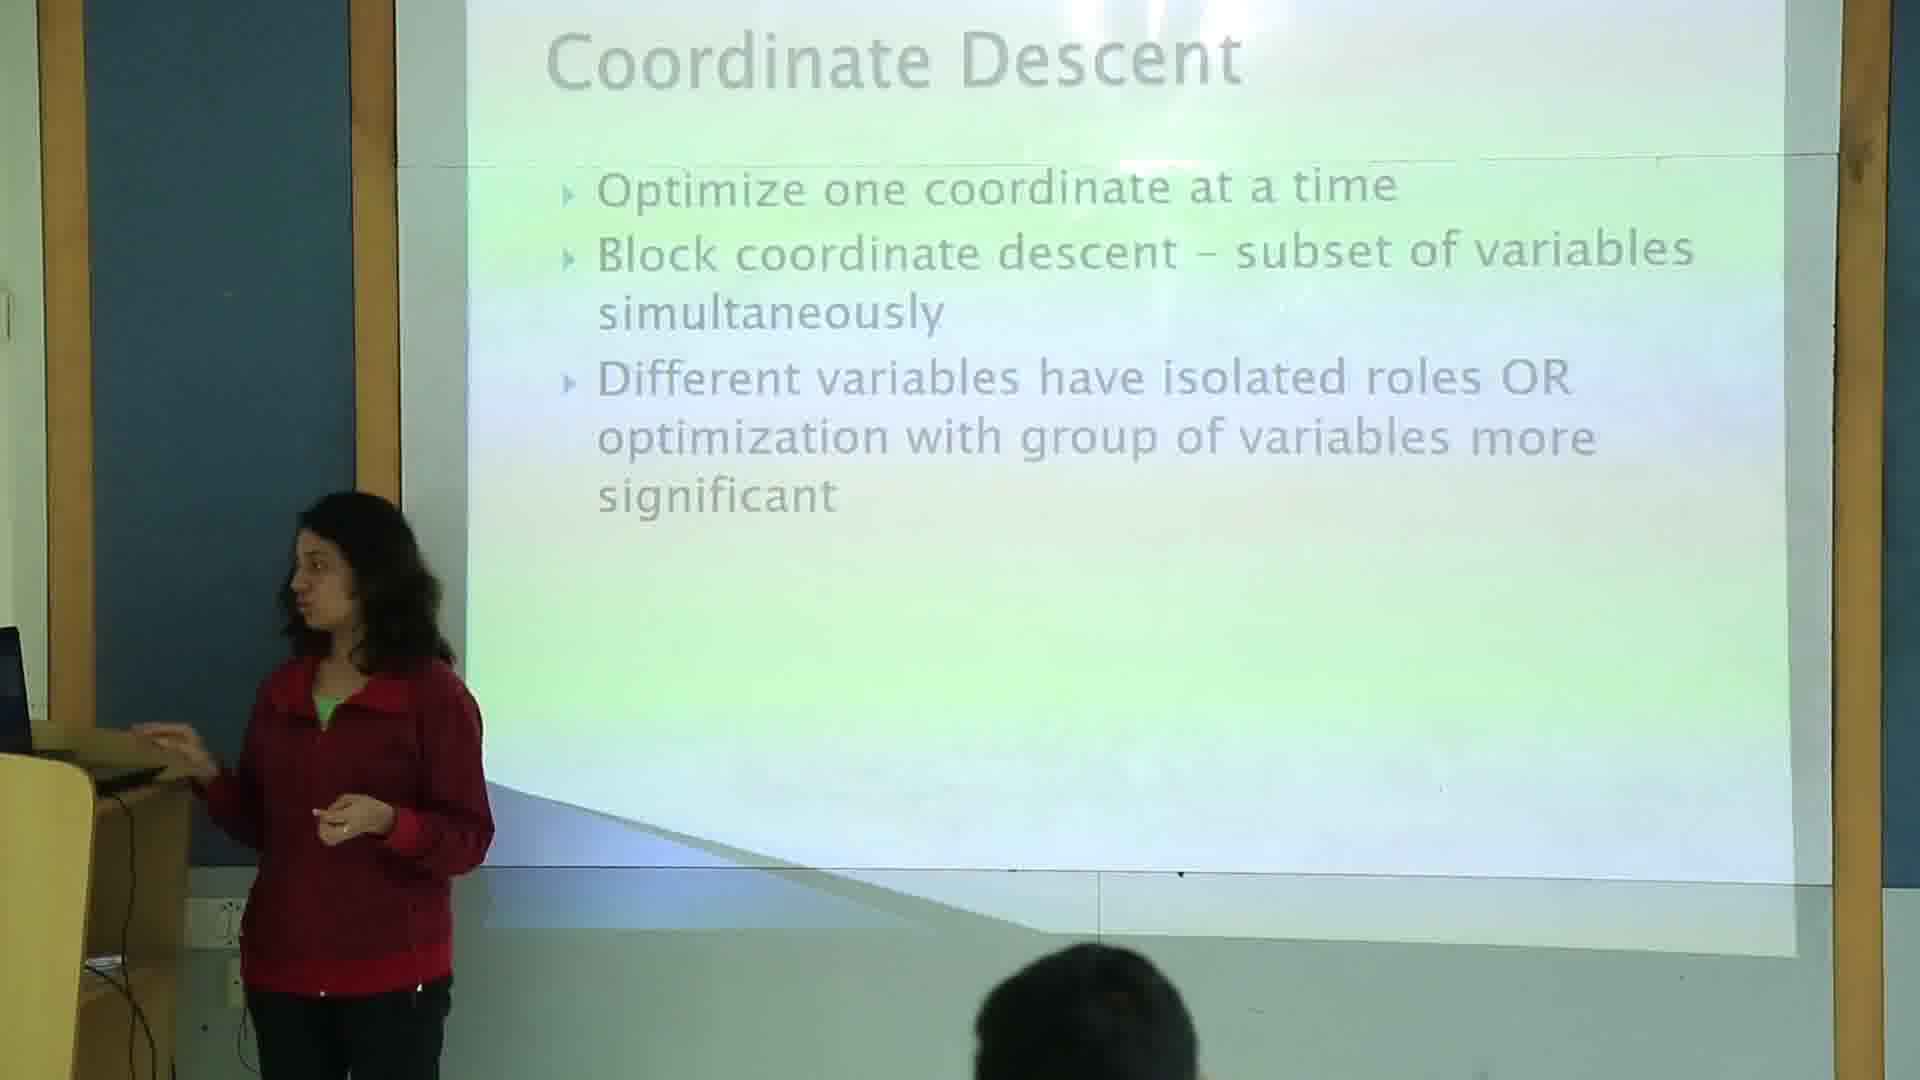 Coordinate Descent
Optimize one coordinate at a time
Block coordinate descent – subset of variables
simultaneously
Different variables have isolated roles OR
optimization with group of variables more
significant